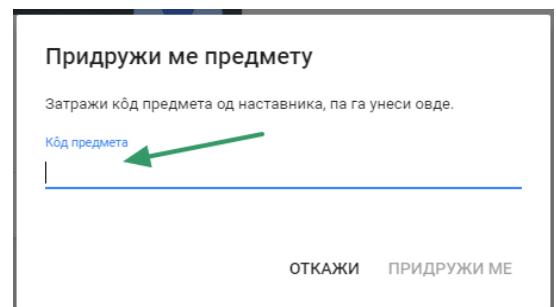 Придружи ме предмету
Затражи кôд предмета од наставника, па га унеси овде.
Кôд предмета
ОТКАЖИ ПРИДРУЖИ МЕ